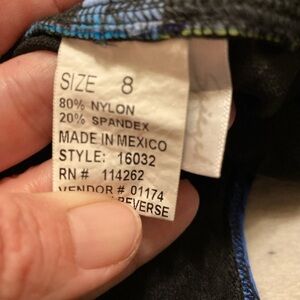 SIZE 8
80% NYLON
20% SPANDEX
MADE IN MEXICO
STYLE: 16032
RN # 114262
VENDOR # 01174
REVERSE